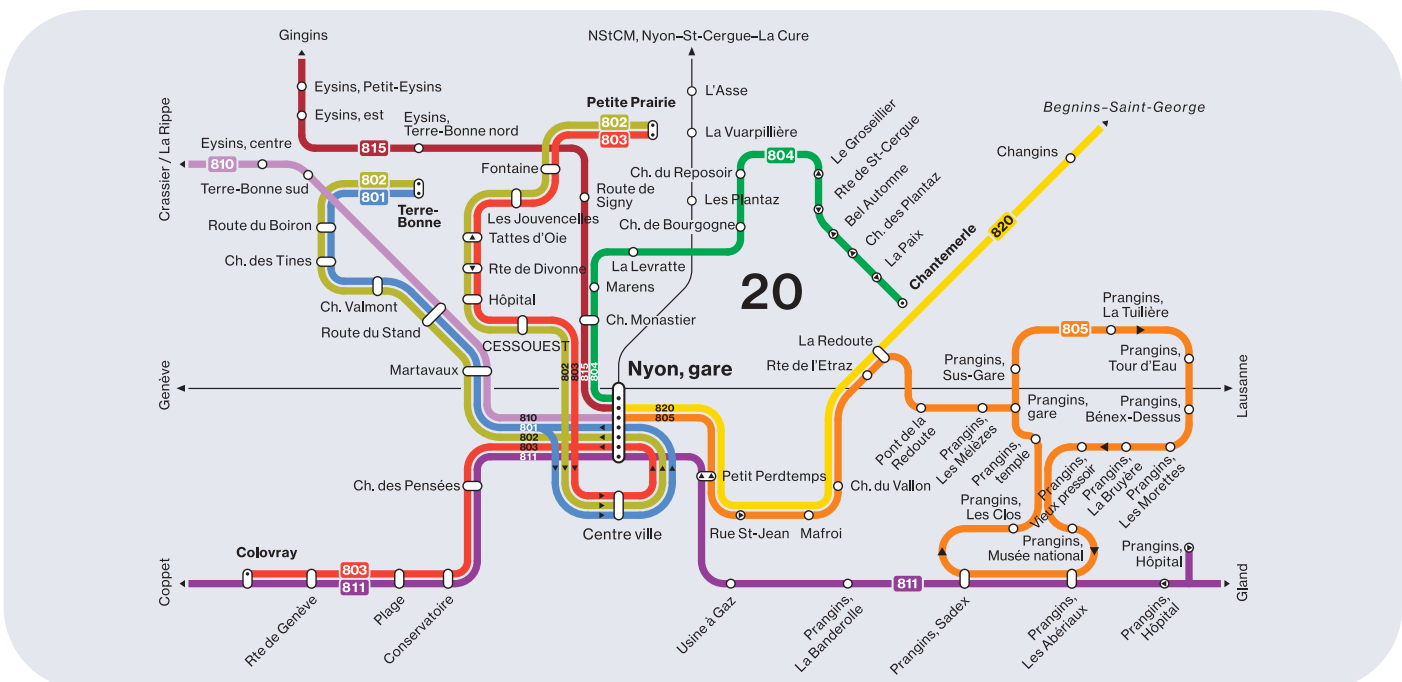 Gingins
NStCM, Nyon–St-Cergue–La Cure
Eysins, Petit-Eysins
L'Asse
Petite Prairie
Le Groseillier
Begnins–Saint-George
Crassier / La Rippe
Eysins, est
Eysins,
Terre-Bonne nord
802
803
La Vuarpillière
Rte de St-Cergue
Eysins, centre
815
804
Changins
810
Fontaine
Ch. du Reposoir
Bel Automne
Terre-Bonne sud
802
801
Route de
Signy
Les Plantaz
Ch. des Plantaz
Terre-
Bonne
Les Jouvencelles
Route du Boiron
Tattes d'Oie
Ch. de Bourgogne
La Paix
820
Ch. des Tines
Rte de Divonne
La Levratte
Chantemerle
Ch. Valmont
Hôpital
Marens
20
Prangins,
La Tuilière
Route du Stand
Ch. Monastier
805
CESSOUEST
La Redoute
Prangins,
Sus-Gare
Prangins,
Tour d'Eau
Martavaux
802
803
815
804
Nyon, gare
Rte de l'Etraz
Genève
Lausanne
810
801
802
803
811
820
805
Pont de la
Redoute
Prangins,
Les Mélèzes
Prangins,
gare
Prangins,
temple
Prangins,
Bénex-Dessus
Ch. des Pensées
Petit Perdtemps
Ch. du Vallon
Prangins,
Vieux pressoir
Prangins,
La Bruyère
Prangins,
Les Morettes
Prangins,
Les Clos
Centre ville
Rue St-Jean
Mafroi
Prangins,
Musée national
Prangins,
Hôpital
Colovray
Coppet
803
811
811
Gland
Rte de Genève
Plage
Conservatoire
Usine à Gaz
Prangins,
La Banderolle
Prangins, Sadex
Prangins,
Les Abériaux
Prangins,
Hôpital